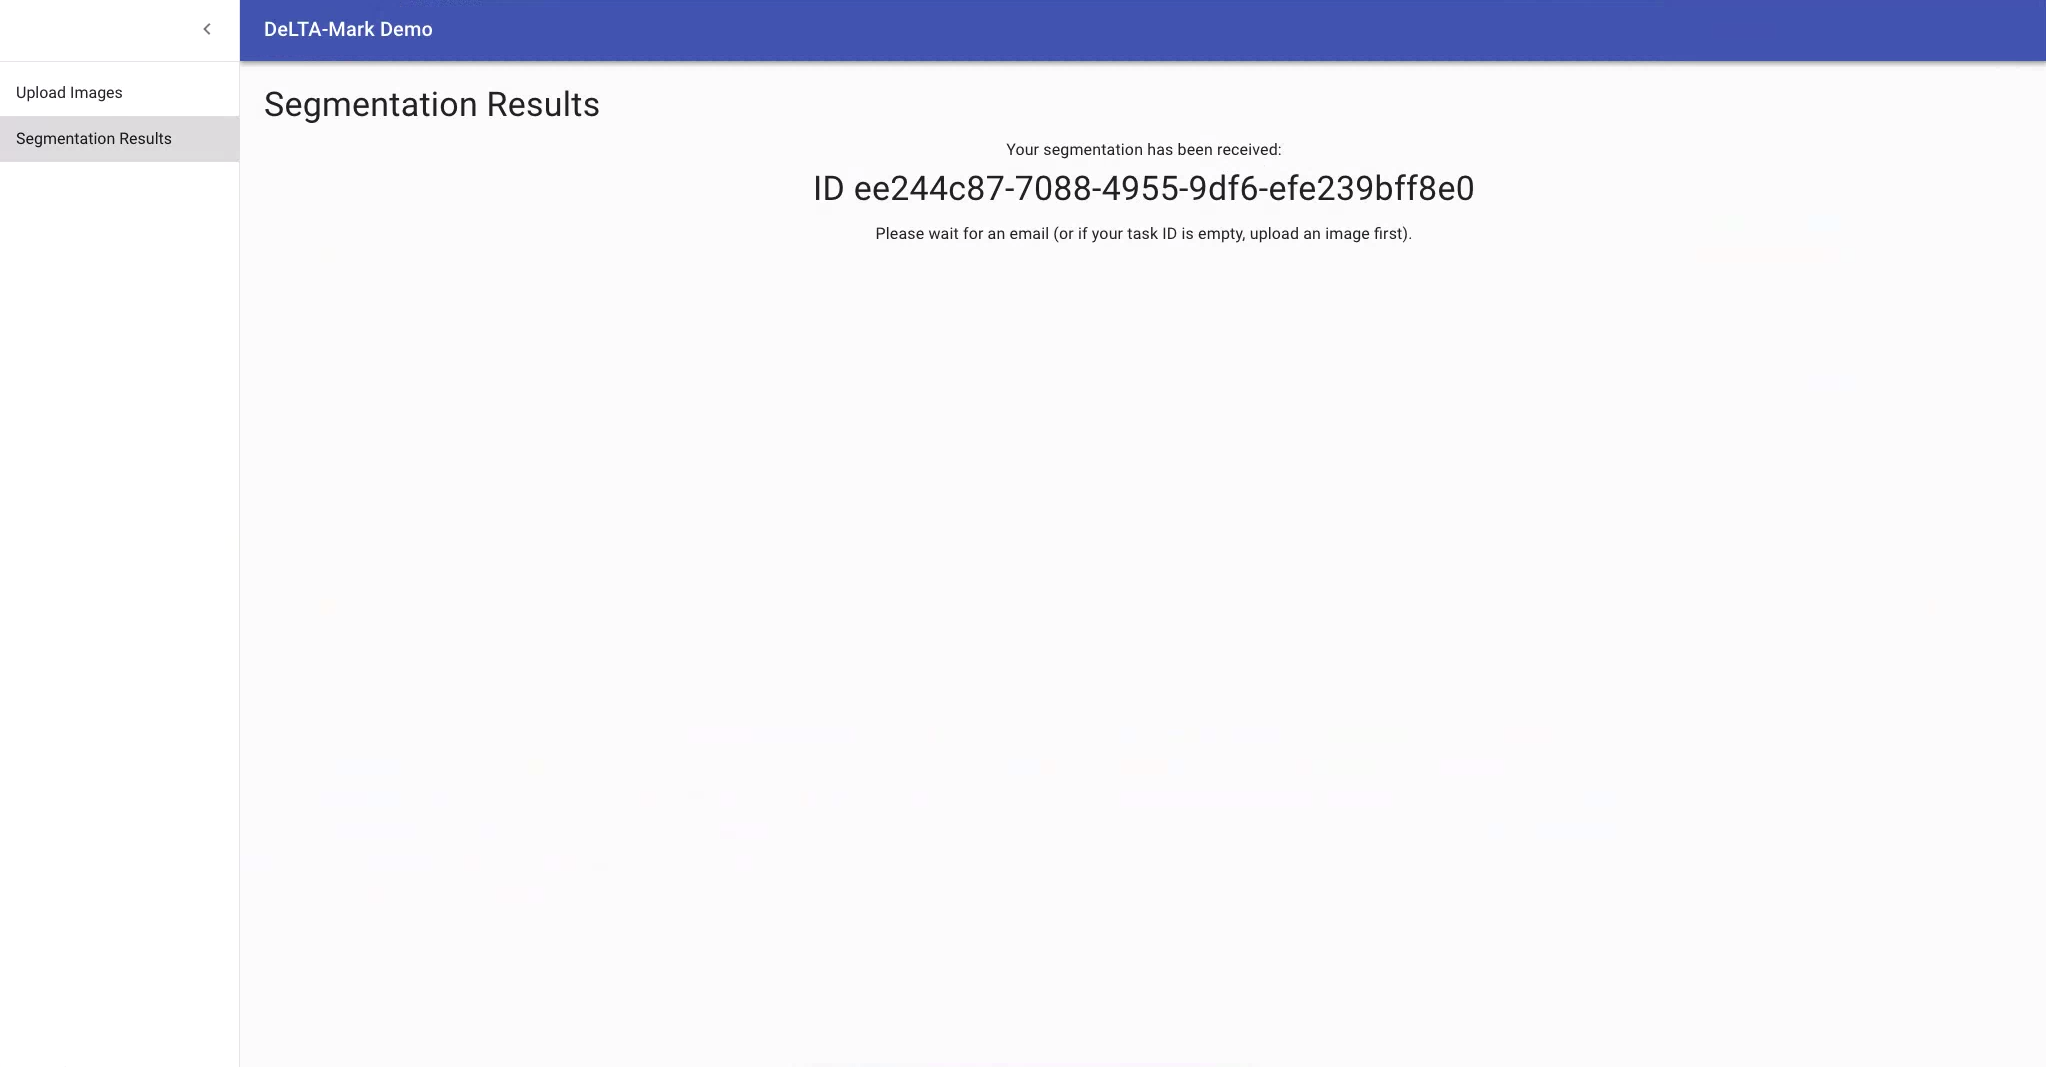 DeLTA-Mark Demo
Upload Images
Segmentation Results
Segmentation Results
Your segmentation has been received:
ID ee244c87-7088-4955-9df6-efe239bff8e0
Please wait for an email (or if your task ID is empty, upload an image first).